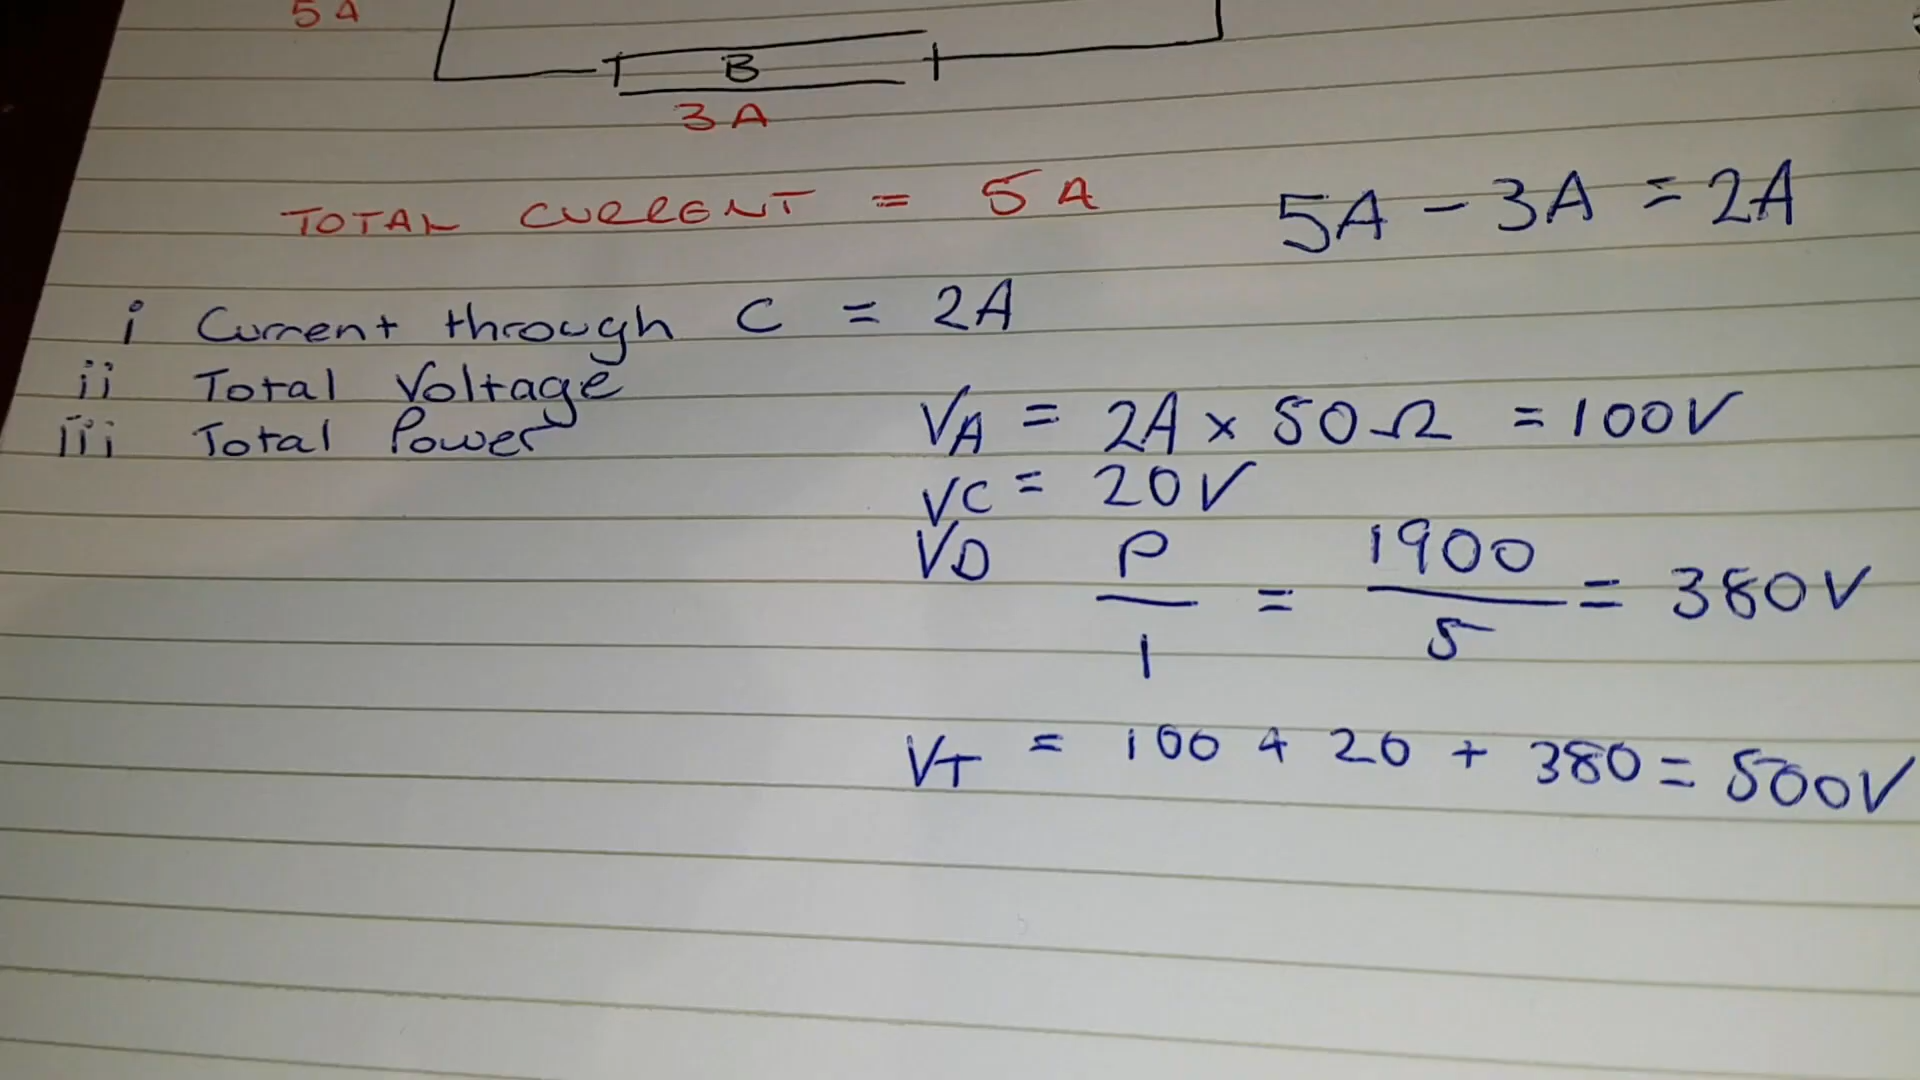 5A
B
3A
TOTAL CURRENT = 5A
5A - 3A = 2A
i Current through C = 2A
ii Total Voltage
iii Total Power
VA = 2A x 50Ω = 100V
VC = 20V
VD P/I = 1900/5 = 380V
VT = 100 + 20 + 380 = 500V